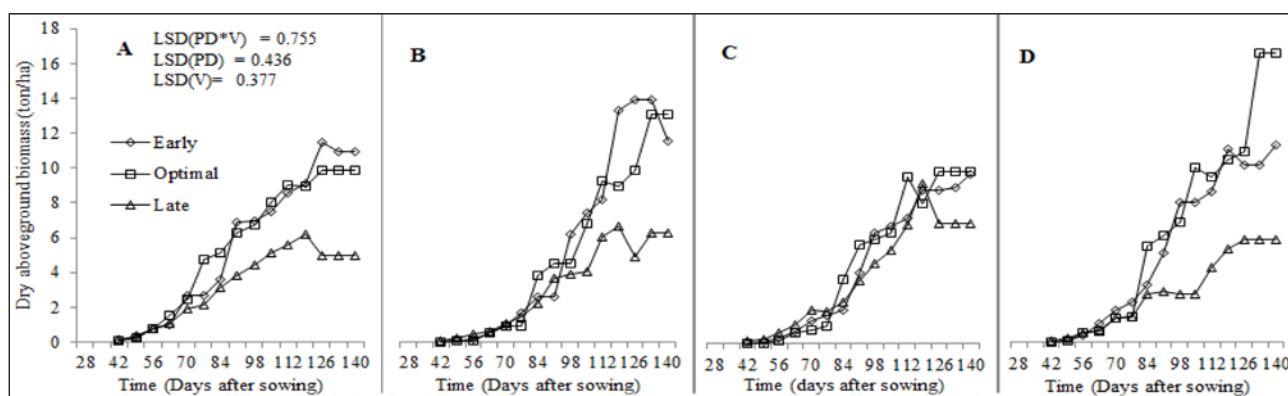 18
16
14
12
10
8
6
4
2
0
Dry aboveground biomass (ton/ha)
A
LSD(PD*V) = 0.755
LSD(PD) = 0.436
LSD(V)= 0.377
Early
Optimal
Late
28 42 56 70 84 98 112 126 140
Time (Days after sowing)
B
28 42 56 70 84 98 112 126 140
Time (Days after sowing)
C
28 42 56 70 84 98 112 126 140
Time (days after sowing)
D
28 42 56 70 84 98 112 126 140
Time (Days after sowing)